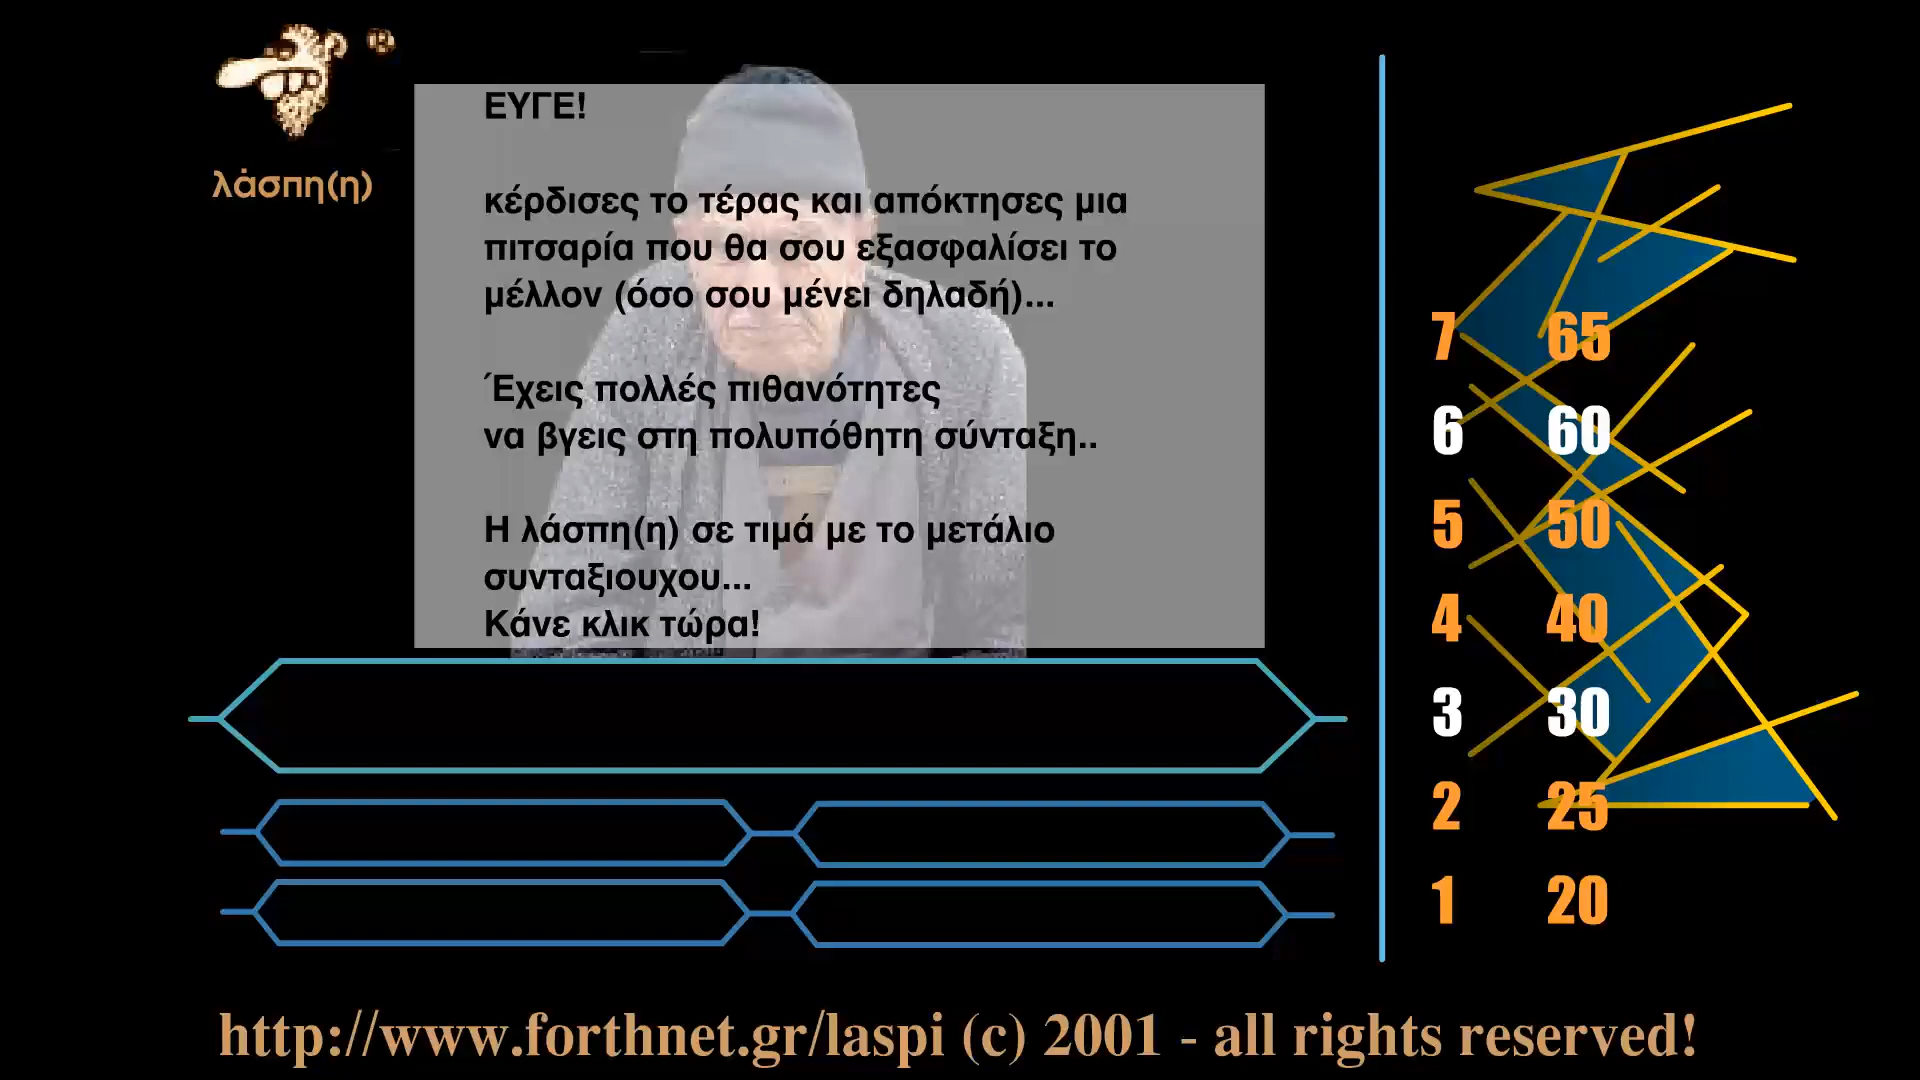 R
λάσπη(η)
ΕΥΓΕ!
κέρδισες το τέρας και απόκτησες μια
πιτσαρία που θα σου εξασφαλίσει το
μέλλον (όσο σου μένει δηλαδή)...
Έχεις πολλές πιθανότητες
να βγεις στη πολυπόθητη σύνταξη..
Η λάσπη(η) σε τιμά με το μετάλιο
συνταξιουχου...
Κάνε κλικ τώρα!
7 65
6 60
5 50
4 40
3 30
2 25
1 20
http://www.forthnet.gr/laspi (c) 2001 - all rights reserved!